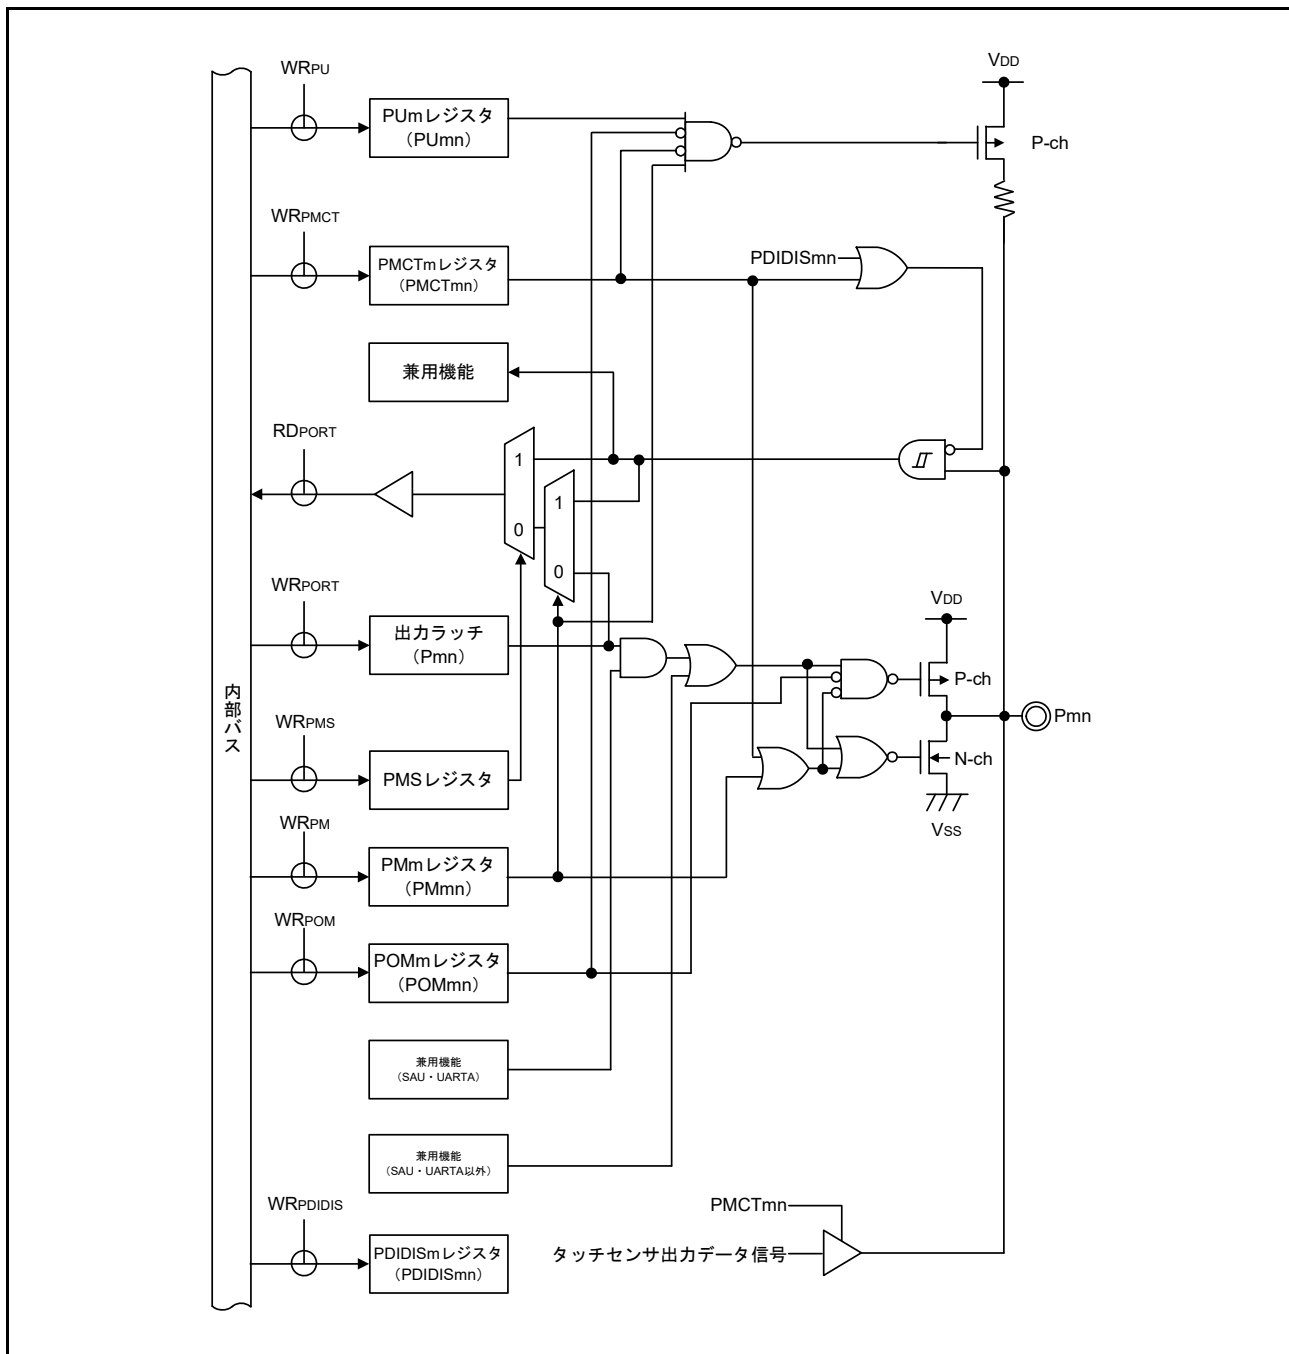 WRPU
PUmレジスタ
（PUmn）
VDD
P-ch
WRPMCT
PMCTmレジスタ
（PMCTmn）
PDIDISmn
兼用機能
RDPORT
1
0
1
0
WRPORT
出力ラッチ
（Pmn）
VDD
P-ch
Pmn
N-ch
VSS
内部バス
WRPMS
PMSレジスタ
WRPM
PMmレジスタ
（PMmn）
WRPOM
POMmレジスタ
（POMmn）
兼用機能
（SAU・UARTA）
兼用機能
（SAU・UARTA以外）
WRPDIDIS
PDIDISmレジスタ
（PDIDISmn）
PMCTmn
タッチセンサ出力データ信号